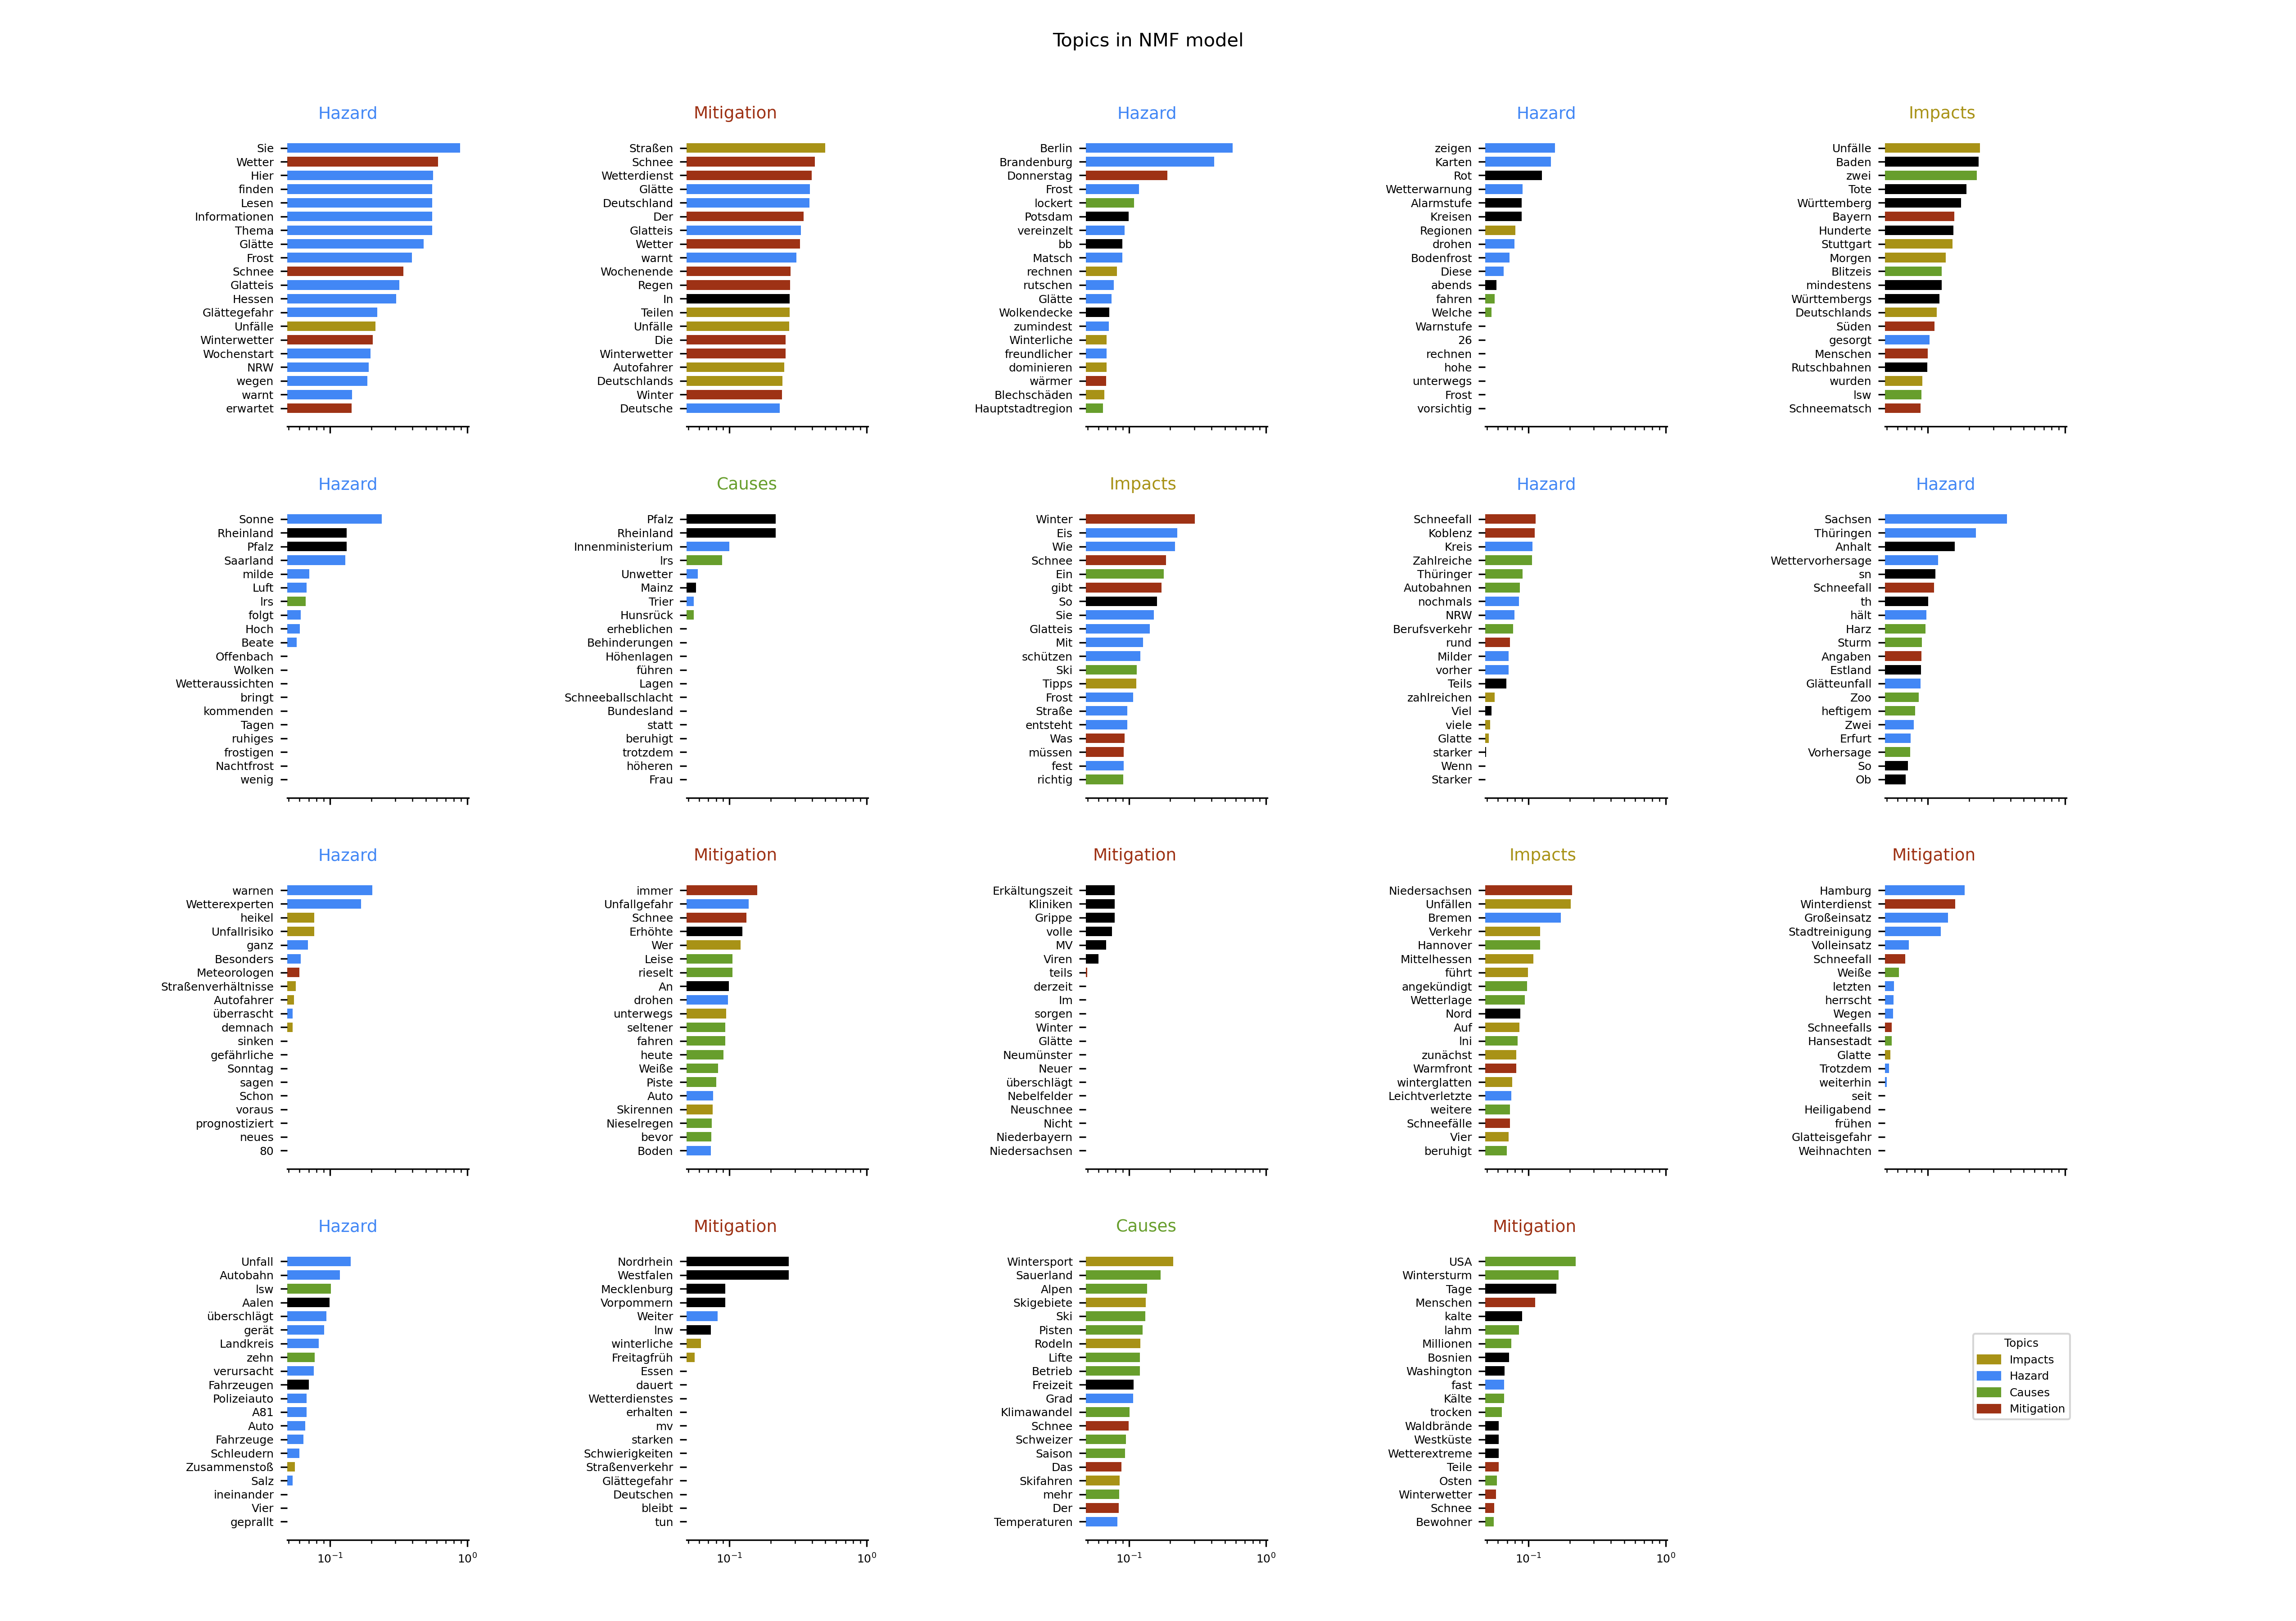 Topics in NMF model
Hazard
Sie
Wetter
Hier
finden
Lesen
Informationen
Thema
Glätte
Frost
Schnee
Glatteis
Hessen
Glättegefahr
Unfälle
Winterwetter
Wochenstart
NRW
wegen
warnt
erwartet
Mitigation
Straßen
Schnee
Wetterdienst
Glätte
Deutschland
Der
Glatteis
Wetter
warnt
Wochenende
Regen
In
Teilen
Unfälle
Die
Winterwetter
Autofahrer
Deutschlands
Winter
Deutsche
Hazard
Berlin
Brandenburg
Donnerstag
Frost
lockert
Potsdam
vereinzelt
bb
Matsch
rechnen
rutschen
Glätte
Wolkendecke
zumindest
Winterliche
freundlicher
dominieren
wärmer
Blechschäden
Hauptstadtregion
Hazard
zeigen
Karten
Rot
Wetterwarnung
Alarmstufe
Kreisen
Regionen
drohen
Bodenfrost
Diese
abends
fahren
Welche
Warnstufe
26
rechnen
hohe
unterwegs
Frost
vorsichtig
Impacts
Unfälle
Baden
zwei
Tote
Württemberg
Bayern
Hunderte
Stuttgart
Morgen
Blitzeis
mindestens
Württembergs
Deutschlands
Süden
gesorgt
Menschen
Rutschbahnen
wurden
lsw
Schneematsch
Hazard
Sonne
Rheinland
Pfalz
Saarland
milde
Luft
lrs
folgt
Hoch
Beate
Offenbach
Wolken
Wetteraussichten
bringt
kommenden
Tagen
ruhiges
frostigen
Nachtfrost
wenig
Causes
Pfalz
Rheinland
Innenministerium
lrs
Unwetter
Mainz
Trier
Hunsrück
erheblichen
Behinderungen
Höhenlagen
führen
Lagen
Schneeballschlacht
Bundesland
statt
beruhigt
trotzdem
höheren
Frau
Impacts
Winter
Eis
Wie
Schnee
Ein
gibt
So
Sie
Glatteis
Mit
schützen
Ski
Tipps
Frost
Straße
entsteht
Was
müssen
fest
richtig
Hazard
Schneefall
Koblenz
Kreis
Zahlreiche
Thüringer
Autobahnen
nochmals
NRW
Berufsverkehr
rund
Milder
vorher
Teils
zahlreichen
Viel
viele
Glatte
starker
Wenn
Starker
Hazard
Sachsen
Thüringen
Anhalt
Wettervorhersage
sn
Schneefall
th
hält
Harz
Sturm
Angaben
Estland
Glätteunfall
Zoo
heftigem
Zwei
Erfurt
Vorhersage
So
Ob
Hazard
warnen
Wetterexperten
heikel
Unfallrisiko
ganz
Besonders
Meteorologen
Straßenverhältnisse
Autofahrer
überrascht
demnach
sinken
gefährliche
Sonntag
sagen
Schon
voraus
prognostiziert
neues
80
Mitigation
immer
Unfallgefahr
Schnee
Erhöhte
Wer
Leise
rieselt
An
drohen
unterwegs
seltener
fahren
heute
Weiße
Piste
Auto
Skirennen
Nieselregen
bevor
Boden
Mitigation
Erkältungszeit
Kliniken
Grippe
volle
MV
Viren
teils
derzeit
Im
sorgen
Winter
Glätte
Neumünster
Neuer
überschlägt
Nebelfelder
Neuschnee
Nicht
Niederbayern
Niedersachsen
Impacts
Niedersachsen
Unfällen
Bremen
Verkehr
Hannover
Mittelhessen
führt
angekündigt
Wetterlage
Nord
Auf
lni
zunächst
Warmfront
winterglatten
Leichtverletzte
weitere
Schneefälle
Vier
beruhigt
Mitigation
Hamburg
Winterdienst
Großeinsatz
Stadtreinigung
Volleinsatz
Schneefall
Weiße
letzten
herrscht
Wegen
Schneefalls
Hansestadt
Glatte
Trotzdem
weiterhin
seit
Heiligabend
frühen
Glatteisgefahr
Weihnachten
Hazard
Unfall
Autobahn
lsw
Aalen
überschlägt
gerät
Landkreis
zehn
verursacht
Fahrzeugen
Polizeiauto
A81
Auto
Fahrzeuge
Schleudern
Zusammenstoß
Salz
ineinander
Vier
geprallt
10⁻¹
10⁰
Mitigation
Nordrhein
Westfalen
Mecklenburg
Vorpommern
Weiter
lnw
winterliche
Freitagfrüh
Essen
dauert
Wetterdienstes
erhalten
mv
starken
Schwierigkeiten
Straßenverkehr
Glättegefahr
Deutschen
bleibt
tun
10⁻¹
10⁰
Causes
Wintersport
Sauerland
Alpen
Skigebiete
Ski
Pisten
Rodeln
Lifte
Betrieb
Freizeit
Grad
Klimawandel
Schnee
Schweizer
Saison
Das
Skifahren
mehr
Der
Temperaturen
10⁻¹
10⁰
Mitigation
USA
Wintersturm
Tage
Menschen
kalte
lahm
Millionen
Bosnien
Washington
fast
Kälte
trocken
Waldbrände
Westküste
Wetterextreme
Teile
Osten
Winterwetter
Schnee
Bewohner
10⁻¹
10⁰
Topics
Impacts
Hazard
Causes
Mitigation